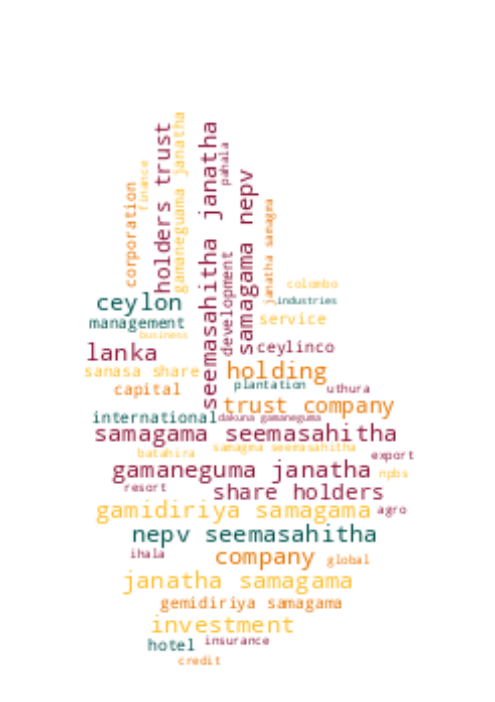 holders trust
gamaneguama janatha
seemasahitha janatha
pahala
finance
corporation
samagama nepv
janatha samagma
development
colombo
ceylon
industries
management
service
business
lanka
ceylinco
sanasa share
holding
capital
plantation
uthura
trust company
international
dakuna gamaneguma
samagama seemasahitha
samagma seemasahitha
batahira
export
gamaneguma janatha
npbs
resort
share holders
gamidiriya samagama
agro
nepv seemasahitha
ihala
company
global
janatha samagama
gemidiriya samagama
investment
hotel
insurance
credit